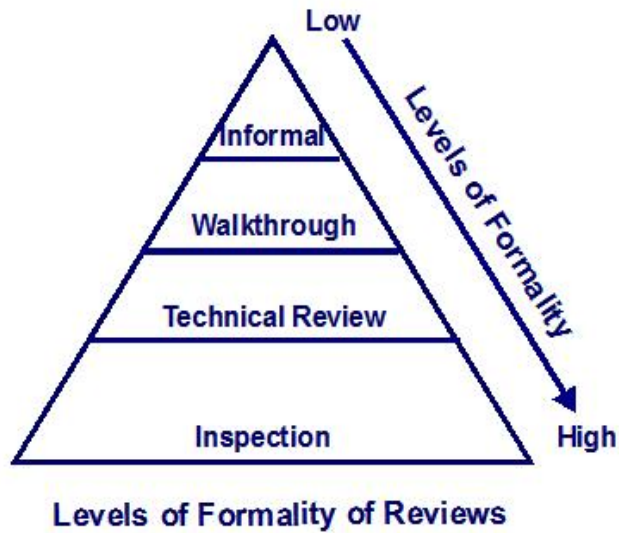 Low
Levels of Formality
Informal
Walkthrough
Technical Review
Inspection
High
Levels of Formality of Reviews